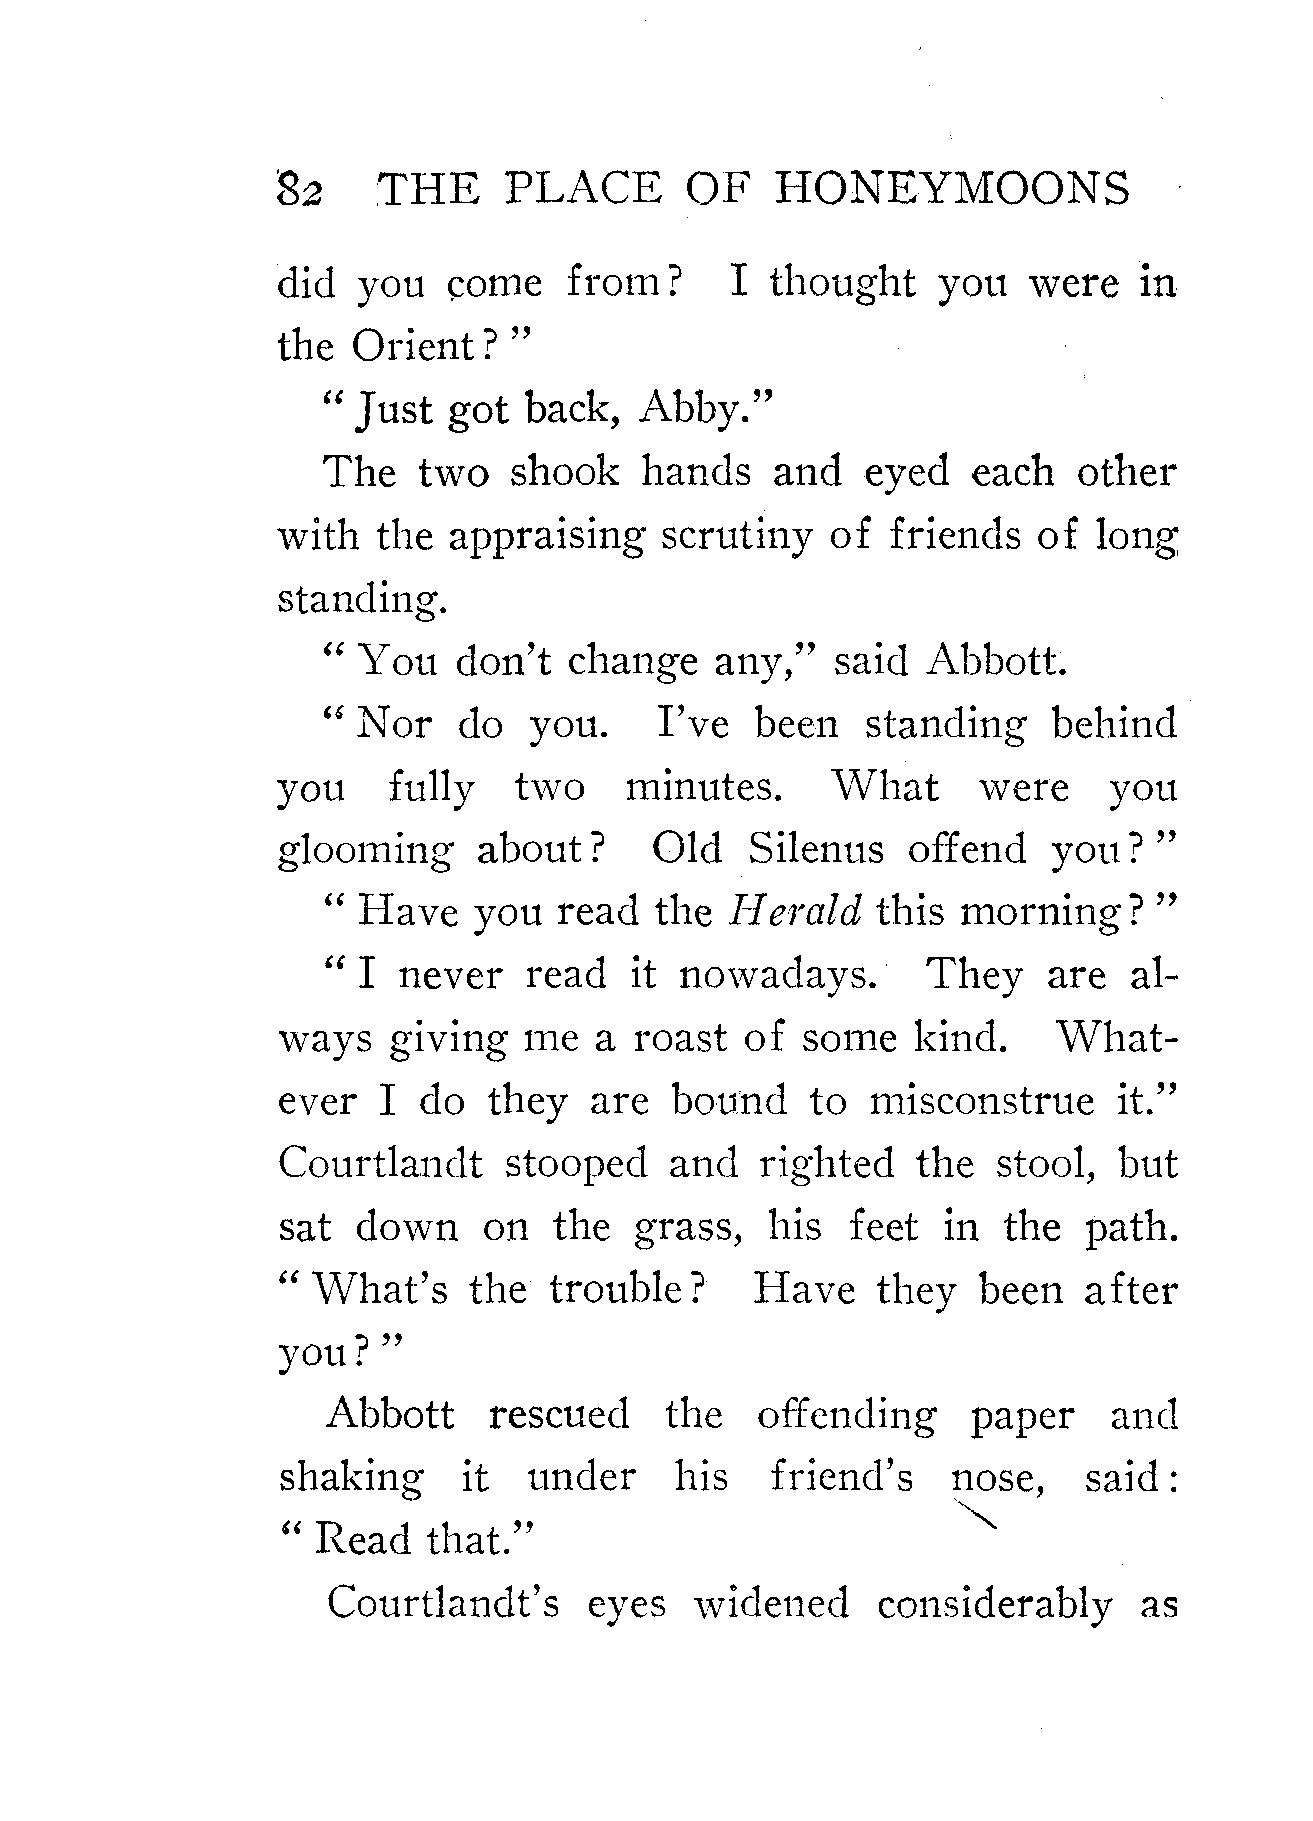 82 THE PLACE OF HONEYMOONS
did you come from? I thought you were in
the Orient?"
"Just got back, Abby."
The two shook hands and eyed each other
with the appraising scrutiny of friends of long
standing.
"You don't change any," said Abbott.
"Nor do you. I've been standing behind
you fully two minutes. What were you
glooming about? Old Silenus offend you?"
"Have you read the Herald this morning?"
"I never read it nowadays. They are al-
ways giving me a roast of some kind. What-
ever I do they are bound to misconstrue it."
Courtlandt stooped and righted the stool, but
sat down on the grass, his feet in the path.
"What's the trouble? Have they been after
you?"
Abbott rescued the offending paper and
shaking it under his friend's nose, said:
"Read that."
Courtlandt's eyes widened considerably as